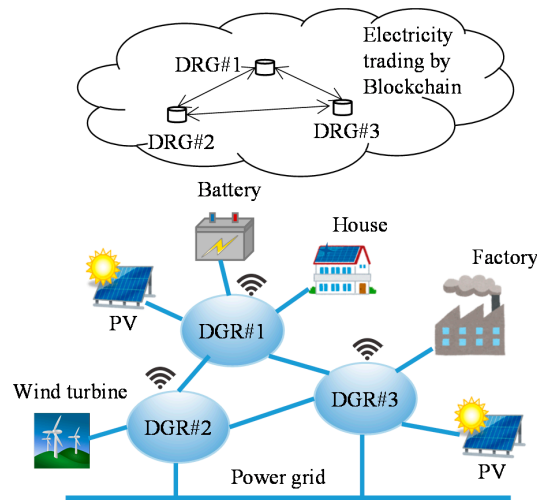 Electricity
trading by
Blockchain
DRG#1
DRG#2
DRG#3
Battery
House
Factory
PV
DGR#1
Wind turbine
DGR#2
DGR#3
Power grid
PV